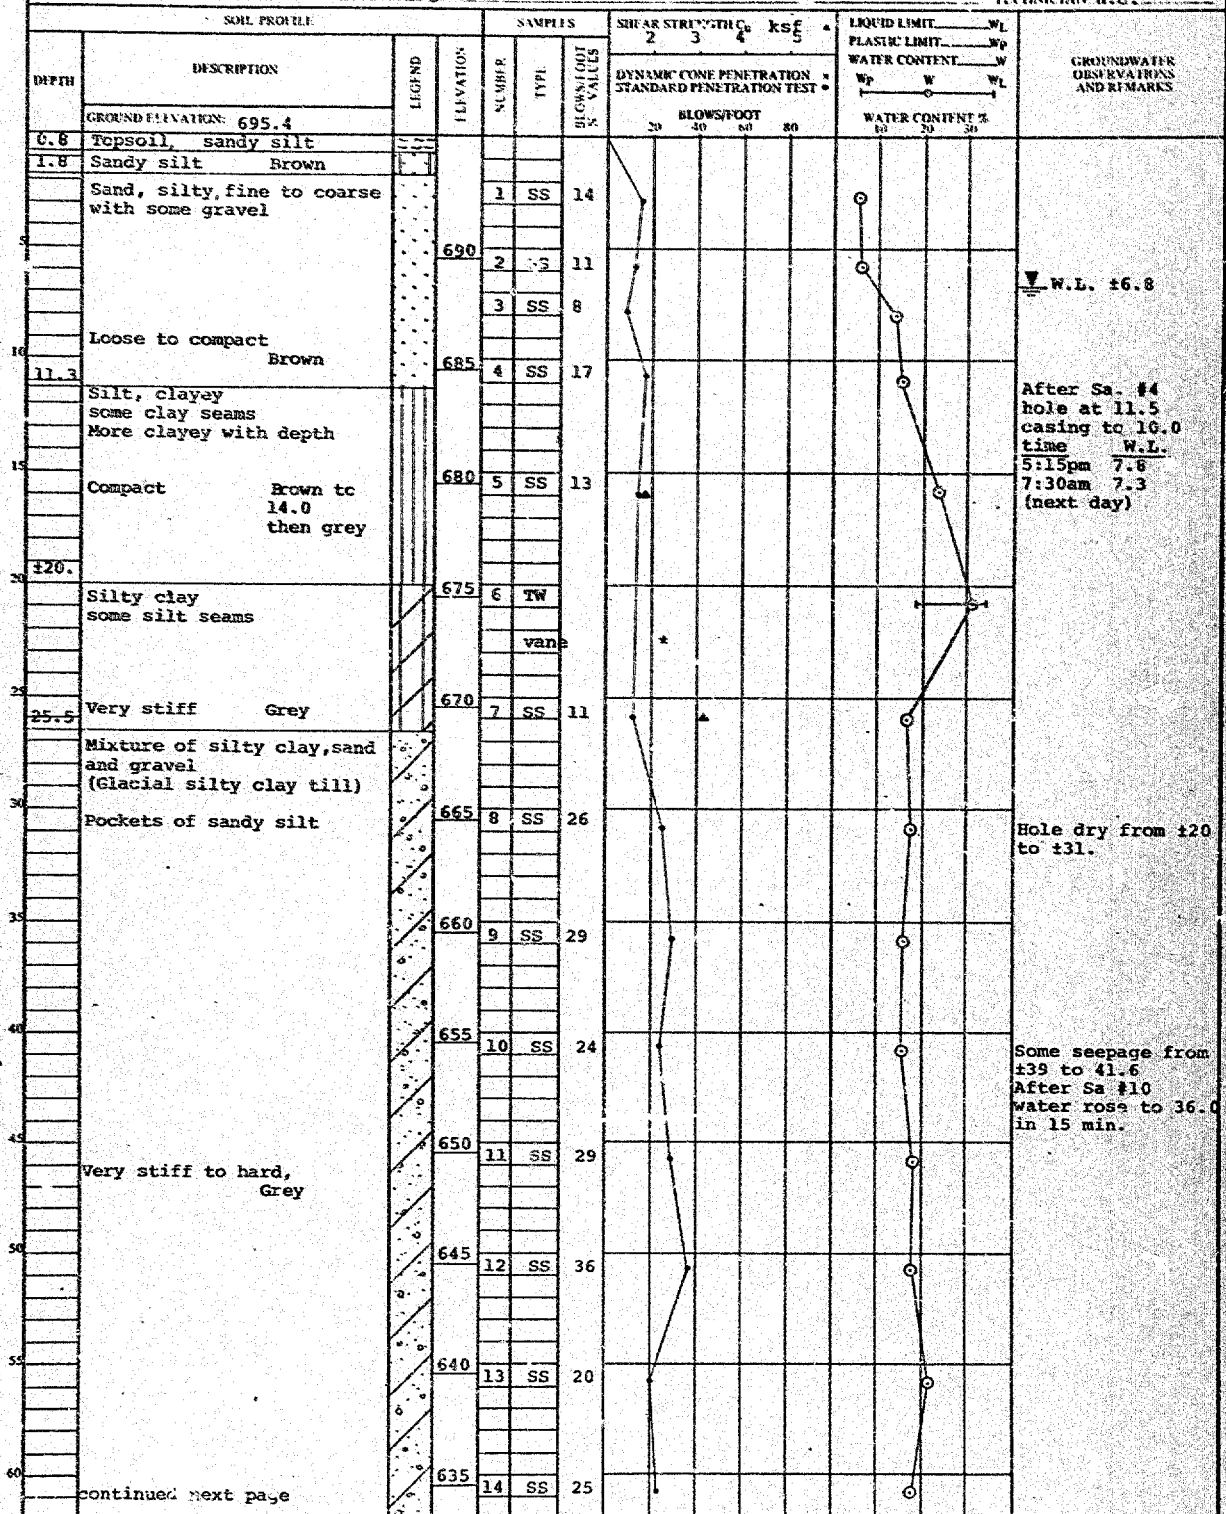 SOIL PROFILE
SAMPLES
SHEAR STRENGTH Cu ksf
2 3 4 5
DYNAMIC CONE PENETRATION
STANDARD PENETRATION TEST
BLOWS/FOOT
20 40 60 80
LIQUID LIMIT WL
PLASTIC LIMIT Wp
WATER CONTENT W
Wp W WL
WATER CONTENT %
10 20 30
GROUNDWATER
OBSERVATIONS
AND REMARKS
DEPTH
DESCRIPTION
LEGEND
ELEVATION
NUMBER
TYPE
BLOWS/FOOT
N VALUES
GROUND ELEVATION: 695.4
0.8 Topsoil, sandy silt
1.8 Sandy silt Brown
Sand, silty, fine to coarse
with some gravel
1 SS 14
5
690
2 SS 11
W.L. ±6.8
3 SS 8
Loose to compact
Brown
10
685
11.3
4 SS 17
Silt, clayey
some clay seams
More clayey with depth
After Sa. #4
hole at 11.5
casing to 10.0
time W.L.
5:15pm 7.8
7:30am 7.3
(next day)
15
680
Compact Brown to
14.0
then grey
5 SS 13
±20.
20
675
Silty clay
some silt seams
6 TW
vane
25
670
25.5 Very stiff Grey
7 SS 11
Mixture of silty clay,sand
and gravel
(Glacial silty clay till)
30
665
Pockets of sandy silt
8 SS 26
Hole dry from ±20
to ±31.
35
660
9 SS 29
40
655
10 SS 24
Some seepage from
±39 to 41.6
After Sa #10
water rose to 36.0
in 15 min.
45
650
11 SS 29
Very stiff to hard,
Grey
50
645
12 SS 36
55
640
13 SS 20
60
635
14 SS 25
continued next page